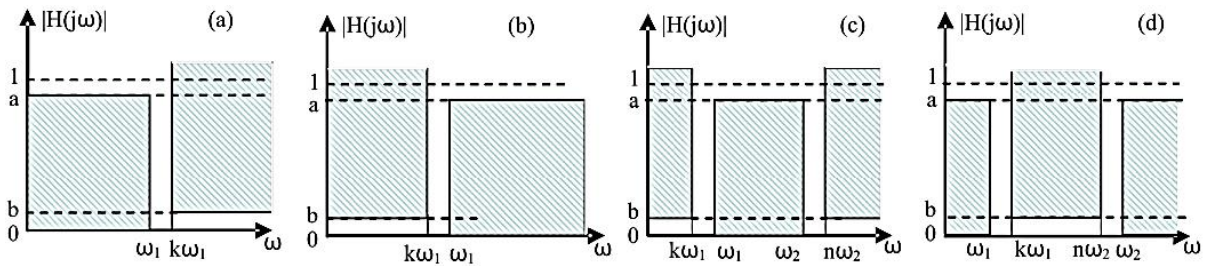 |H(jω)| (a)
1
a
b
0
ω₁ kω₁ ω
|H(jω)| (b)
1
a
b
0
kω₁ ω₁ ω
|H(jω)| (c)
1
a
b
0
kω₁ ω₁ ω₂ nω₂ ω
|H(jω)| (d)
1
a
b
0
ω₁ kω₁ nω₂ ω₂ ω